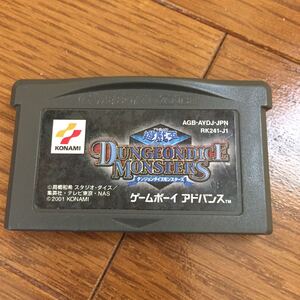 AGB-AYDJ-JPN
RK241-J1
KONAMI
遊戯王
DUNGEONDICE
MONSTERS
ダンジョンダイスモンスターズ
©高橋和希 スタジオ・ダイス/
集英社・テレビ東京・NAS
©2001 KONAMI
ゲームボーイ アドバンス™